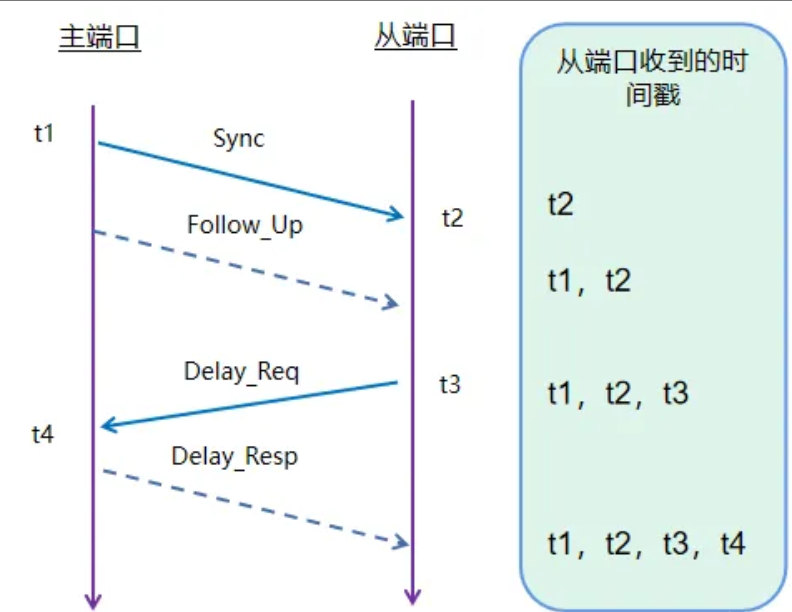 主端口
从端口
从端口收到的时
间戳
t1
Sync
t2
t2
Follow_Up
t1，t2
Delay_Req
t3
t1，t2，t3
t4
Delay_Resp
t1，t2，t3，t4